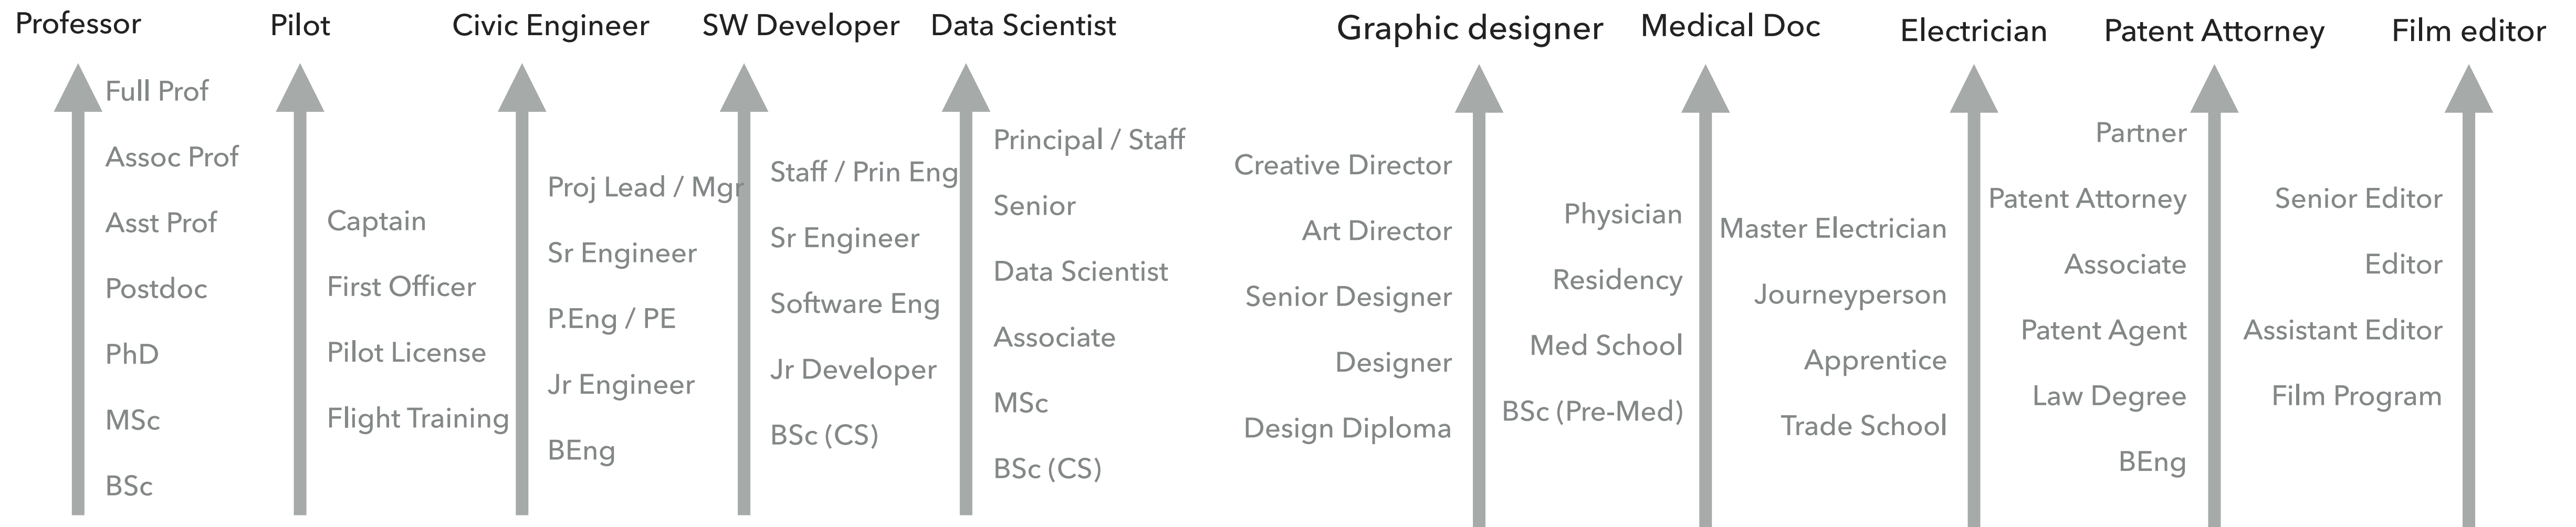 Professor
Full Prof
Assoc Prof
Asst Prof
Postdoc
PhD
MSc
BSc
Pilot
Captain
First Officer
Pilot License
Flight Training
Civic Engineer
Proj Lead / Mgr
Sr Engineer
P.Eng / PE
Jr Engineer
BEng
SW Developer
Staff / Prin Eng
Sr Engineer
Software Eng
Jr Developer
BSc (CS)
Data Scientist
Principal / Staff
Senior
Data Scientist
Associate
MSc
BSc (CS)
Graphic designer
Creative Director
Art Director
Senior Designer
Designer
Design Diploma
Medical Doc
Physician
Residency
Med School
BSc (Pre-Med)
Electrician
Master Electrician
Journeyperson
Apprentice
Trade School
Patent Attorney
Partner
Patent Attorney
Associate
Patent Agent
Law Degree
BEng
Film editor
Senior Editor
Editor
Assistant Editor
Film Program